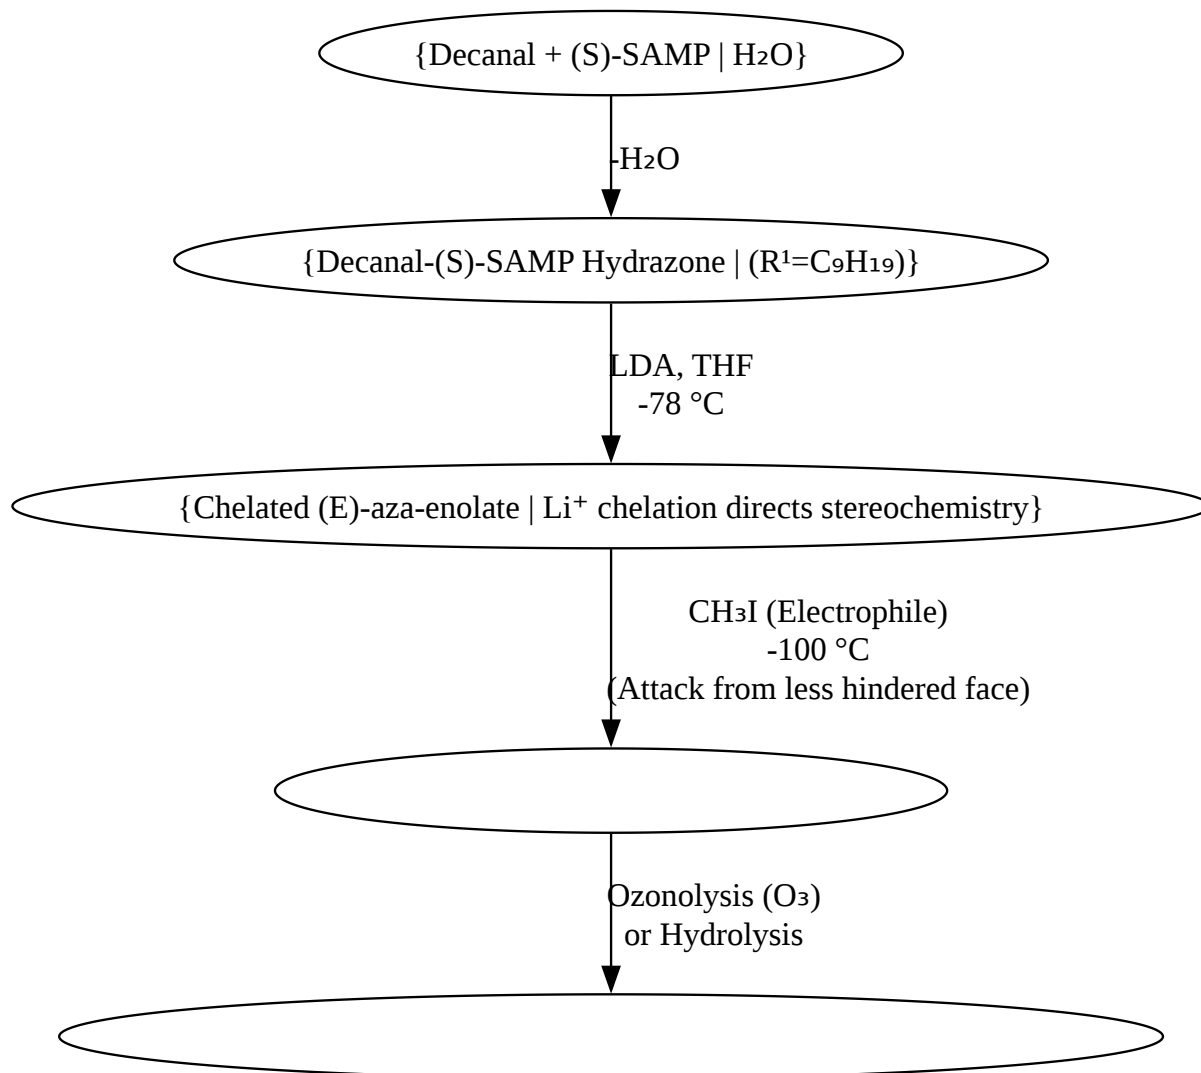 {Decanal + (S)-SAMP | H₂O}
-H₂O
{Decanal-(S)-SAMP Hydrazone | (R¹=C₉H₁₉)}
LDA, THF
-78 °C
{Chelated (E)-aza-enolate | Li⁺ chelation directs stereochemistry}
CH₃I (Electrophile)
-100 °C
(Attack from less hindered face)
Ozonolysis (O₃)
or Hydrolysis